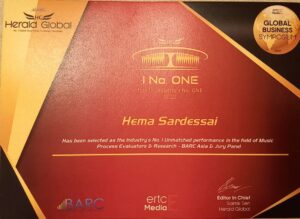 HG
Herald Global
GLOBAL
BUSINESS
SYMPOSIUM
1 No. ONE
Hema Sardessai
Has been selected as the Industry's No. 1 Unmatched performance in the field of Music
Process Evaluators & Research - BARC Asia & Jury Panel
BARC
ertc
Media
Editor in Chief
Herald Global